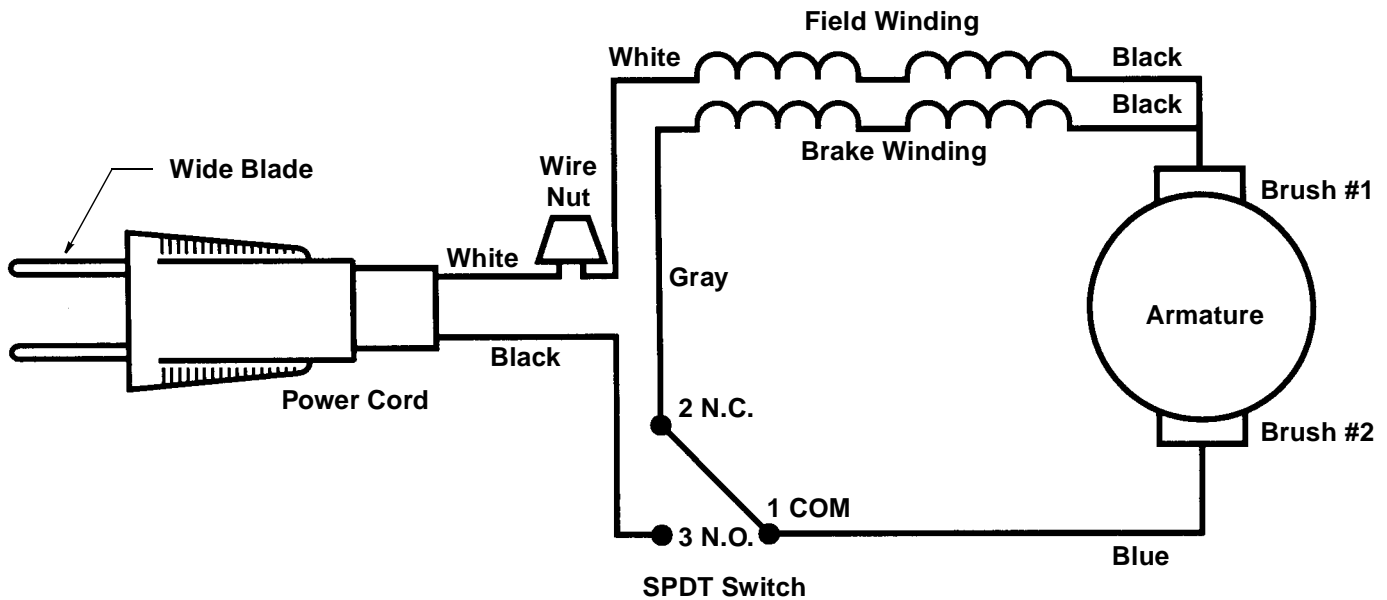 Field Winding
White
Black
Black
Brake Winding
Wide Blade
Wire
Nut
Brush #1
White
Gray
Armature
Black
Power Cord
2 N.C.
Brush #2
1 COM
3 N.O.
Blue
SPDT Switch